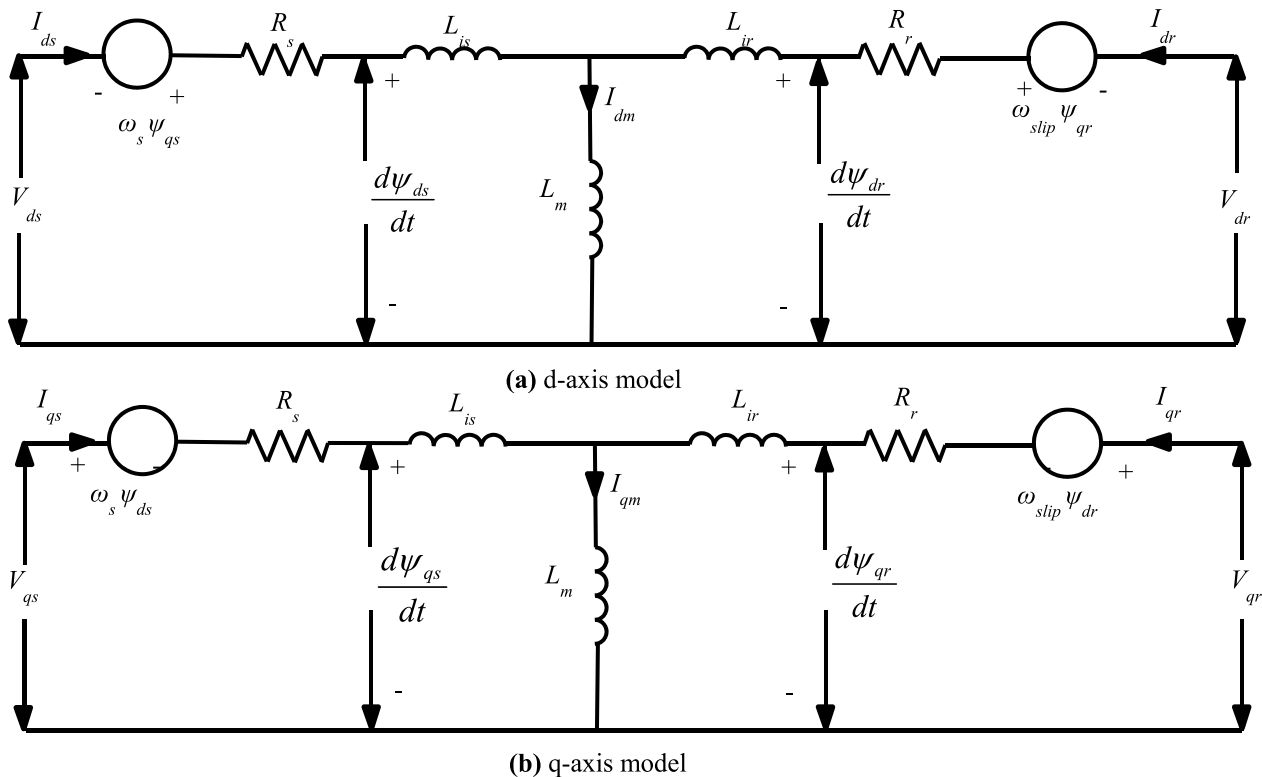 I_ds R_s L_is L_ir R_r I_dr
- + + + + -
ω_s ψ_qs I_dm ω_slip ψ_qr
V_ds dψ_ds/dt L_m dψ_dr/dt V_dr
- -
(a) d-axis model
I_qs R_s L_is L_ir R_r I_qr
+ - + + - +
ω_s ψ_ds I_qm ω_slip ψ_dr
V_qs dψ_qs/dt L_m dψ_qr/dt V_qr
- -
(b) q-axis model